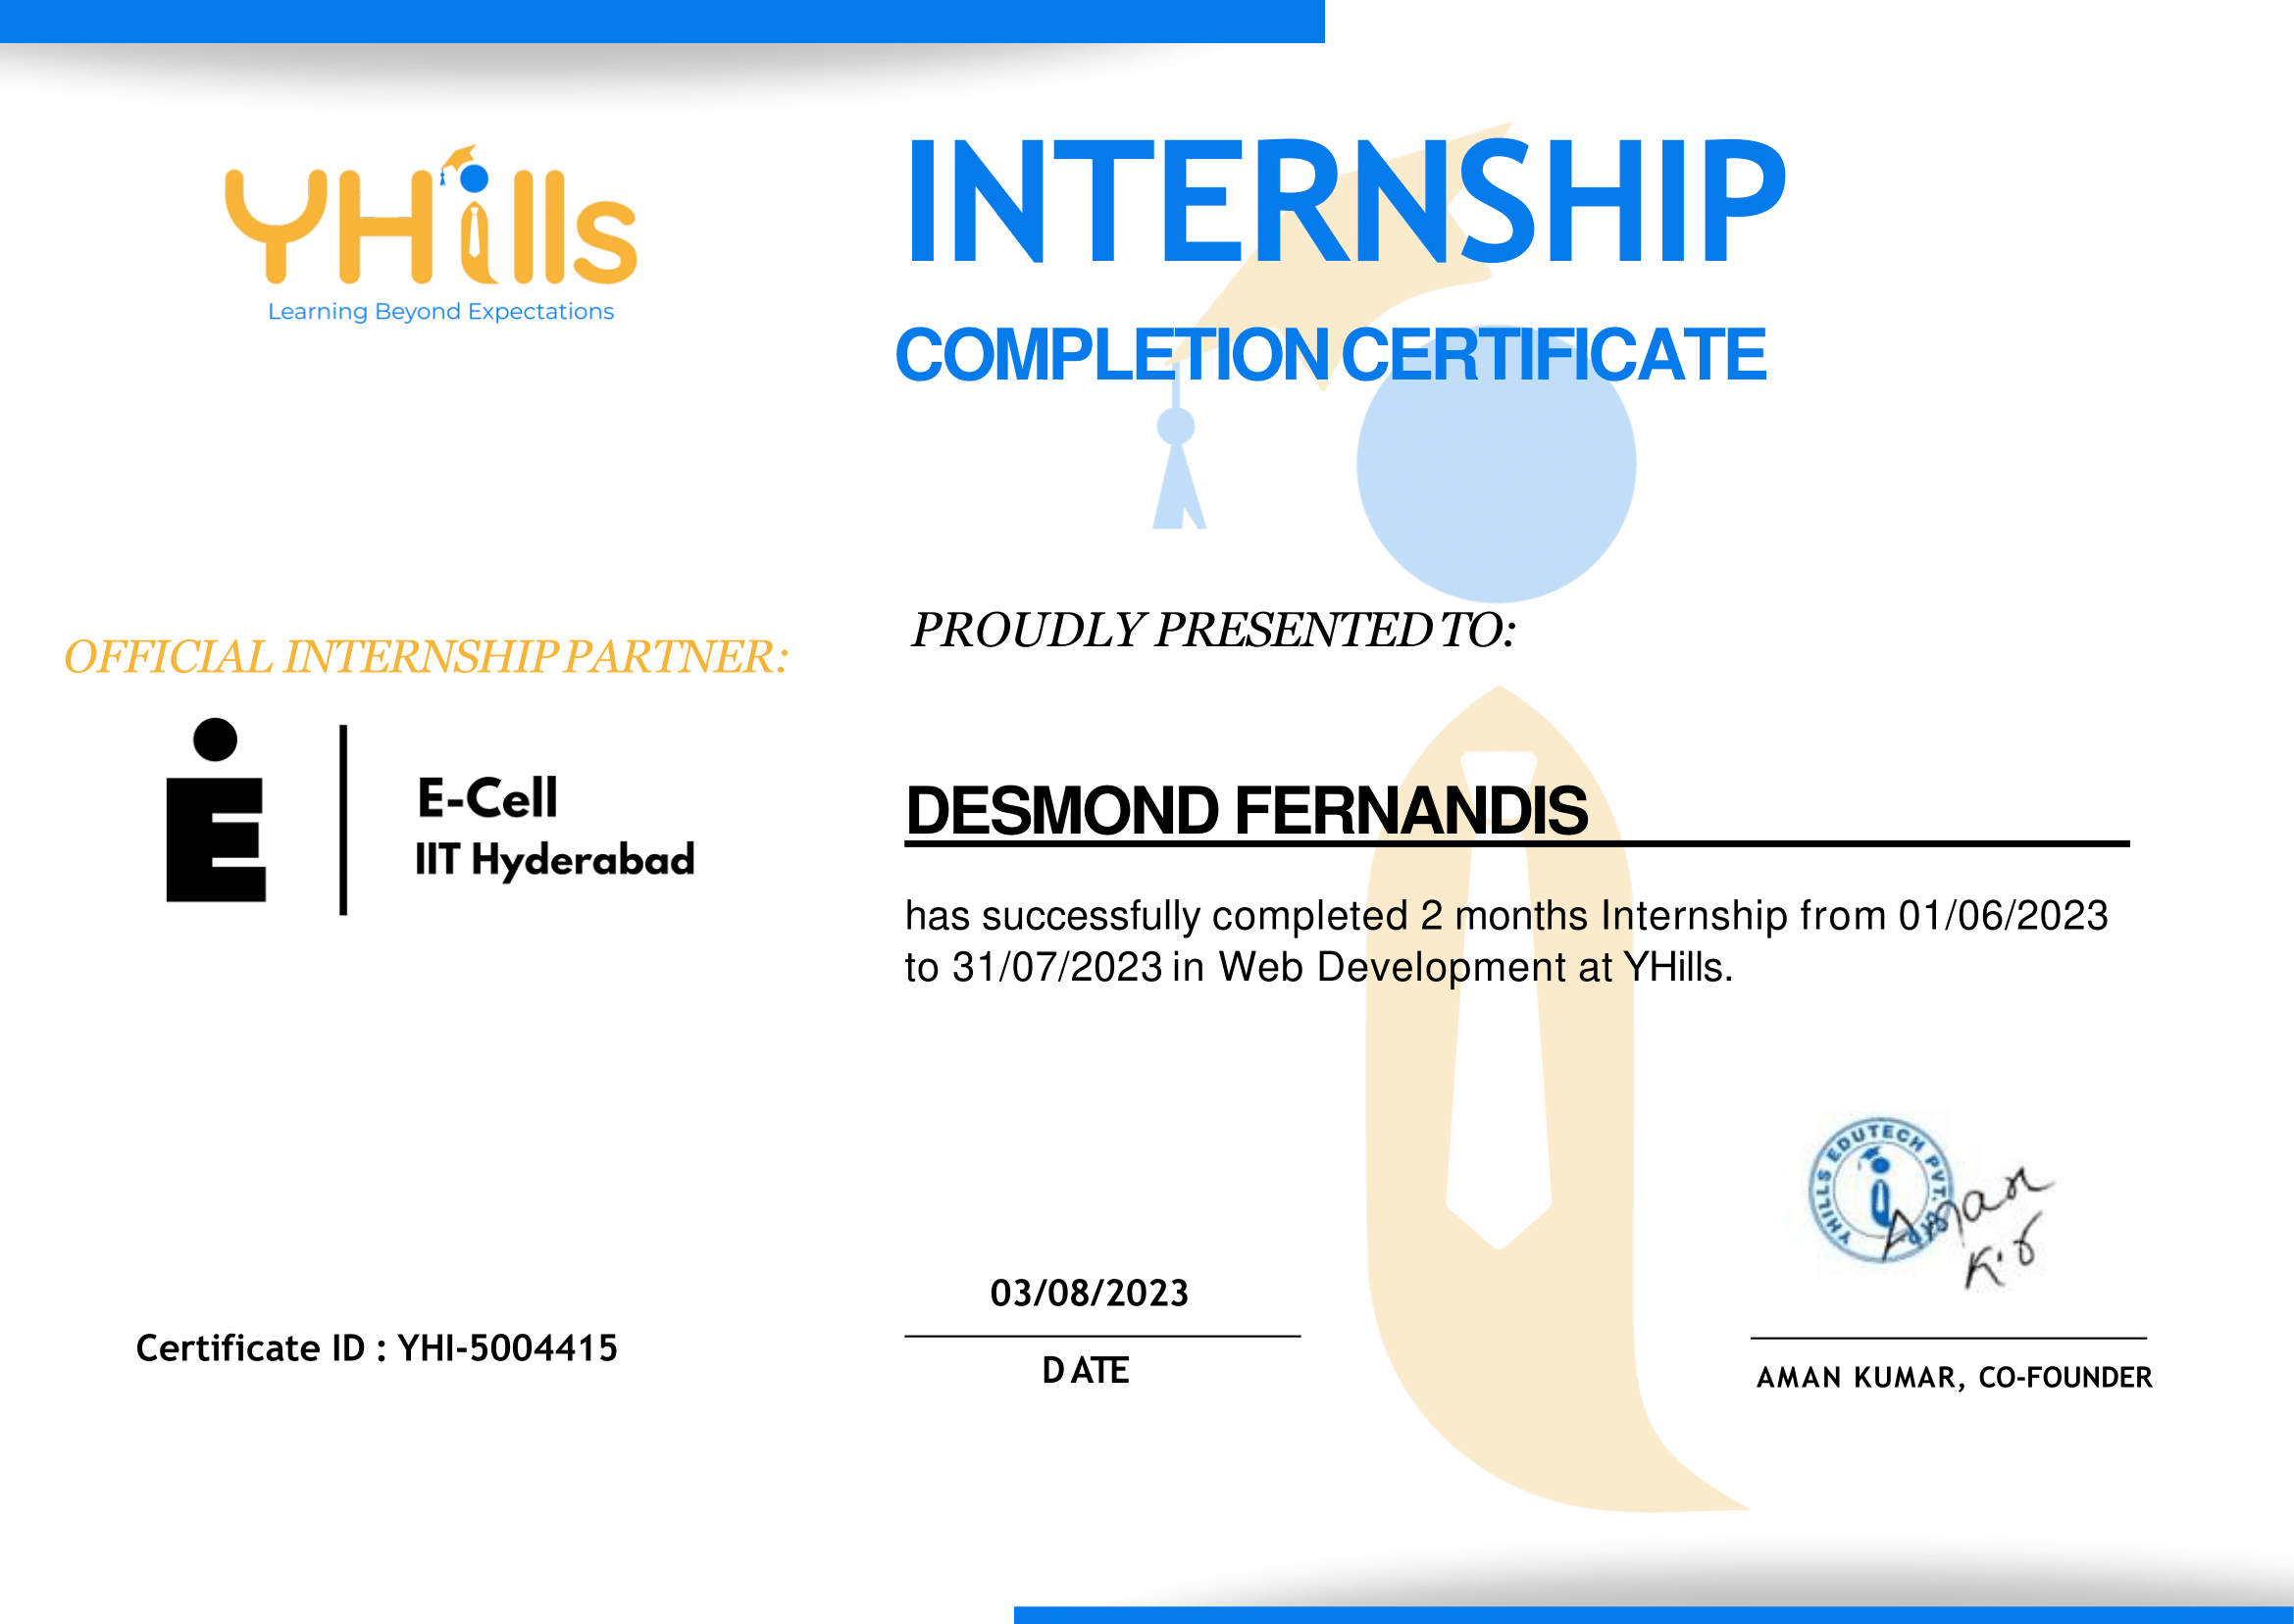 YHills
Learning Beyond Expectations
INTERNSHIP
COMPLETION CERTIFICATE
OFFICIAL INTERNSHIP PARTNER:
E-Cell
IIT Hyderabad
PROUDLY PRESENTED TO:
DESMOND FERNANDIS
has successfully completed 2 months Internship from 01/06/2023
to 31/07/2023 in Web Development at YHills.
Certificate ID : YHI-5004415
03/08/2023
DATE
YHILLS EDUTECH PVT. LTD
Aman
AMAN KUMAR, CO-FOUNDER